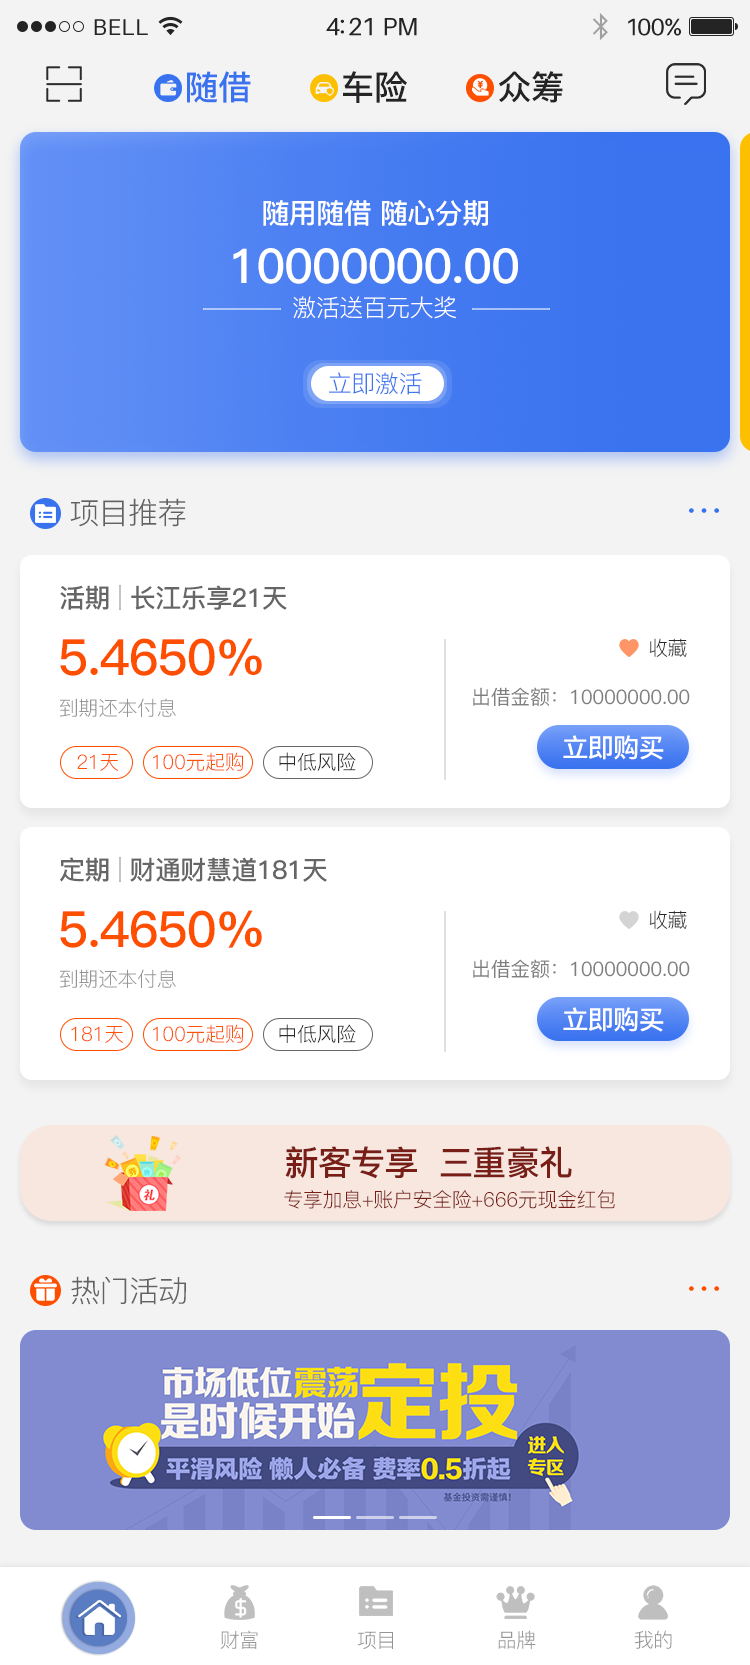 BELL 4:21 PM 100%
随借 车险 众筹
随用随借 随心分期
10000000.00
激活送百元大奖
立即激活
项目推荐
活期 | 长江乐享21天
5.4650%
收藏
到期还本付息
出借金额：10000000.00
21天 100元起购 中低风险
立即购买
定期 | 财通财慧道181天
5.4650%
收藏
到期还本付息
出借金额：10000000.00
181天 100元起购 中低风险
立即购买
礼
新客专享 三重豪礼
专享加息+账户安全险+666元现金红包
热门活动
市场低位震荡定投
是时候开始
平滑风险 懒人必备 费率0.5折起
进入
专区
基金投资需谨慎!
财富 项目 品牌 我的